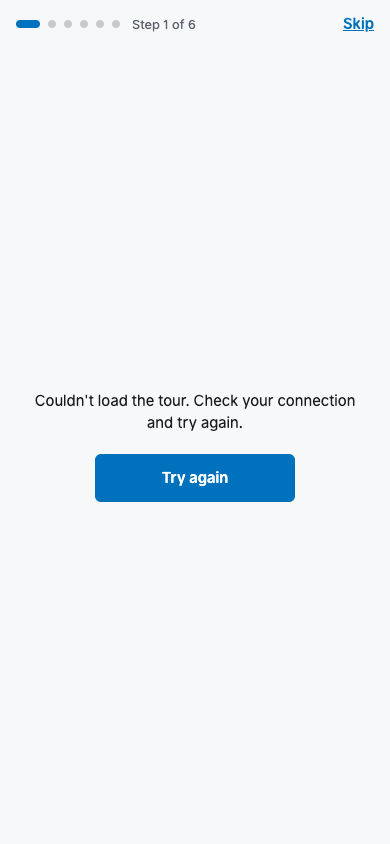 Step 1 of 6
Skip
Couldn't load the tour. Check your connection
and try again.
Try again